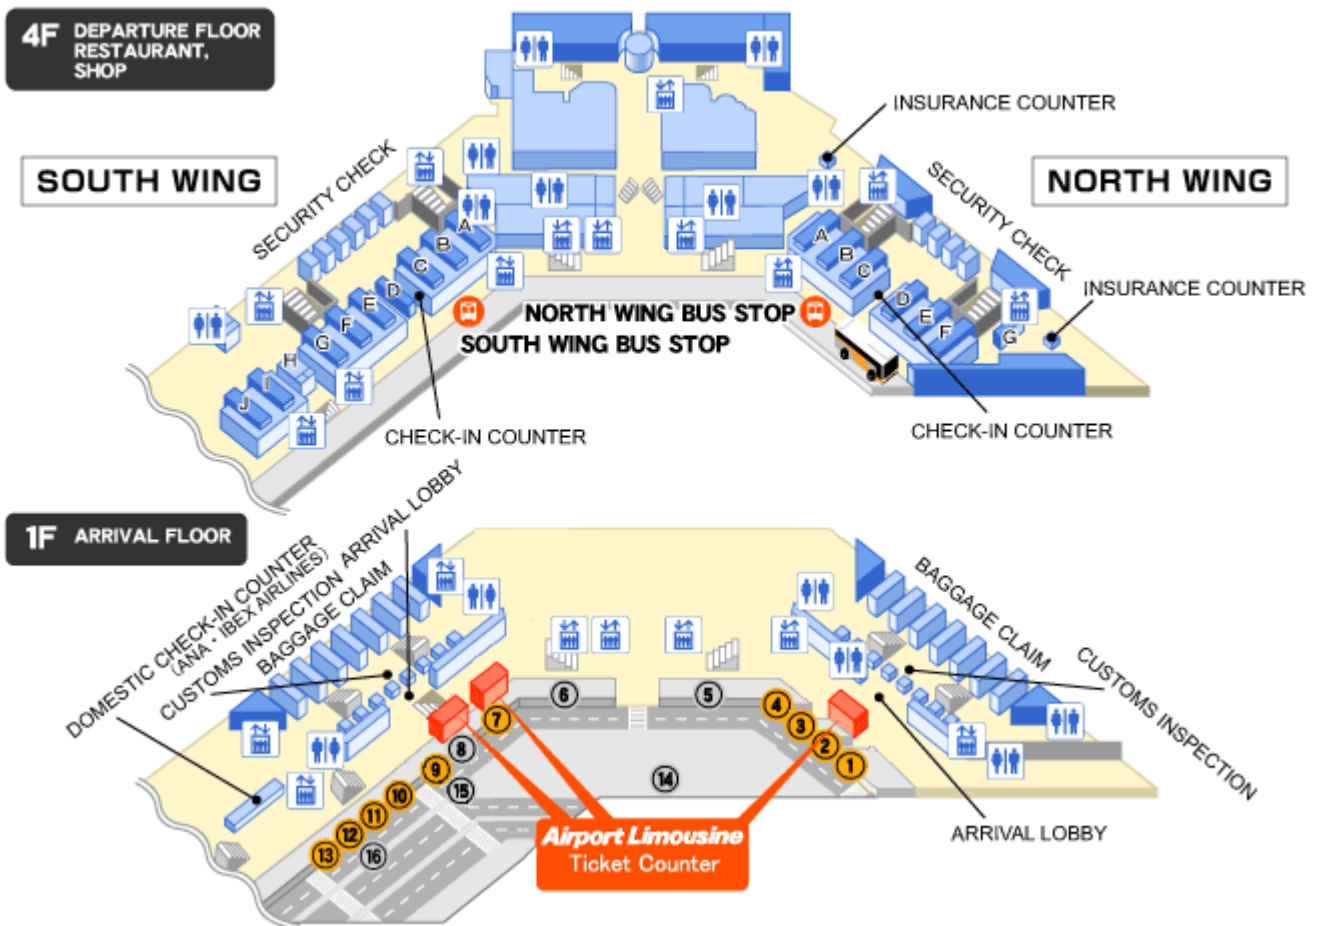 4F DEPARTURE FLOOR
RESTAURANT,
SHOP
SOUTH WING
NORTH WING
SECURITY CHECK
INSURANCE COUNTER
SECURITY CHECK
INSURANCE COUNTER
A
B
C
D
E
F
G
H
I
J
A
B
C
D
E
F
G
NORTH WING BUS STOP
SOUTH WING BUS STOP
CHECK-IN COUNTER
CHECK-IN COUNTER
1F ARRIVAL FLOOR
DOMESTIC CHECK-IN COUNTER
(ANA・IBEX AIRLINES)
CUSTOMS INSPECTION
BAGGAGE CLAIM
ARRIVAL LOBBY
BAGGAGE CLAIM
CUSTOMS INSPECTION
ARRIVAL LOBBY
6
5
7
4
3
2
1
8
9
10
11
12
13
14
15
16
Airport Limousine
Ticket Counter